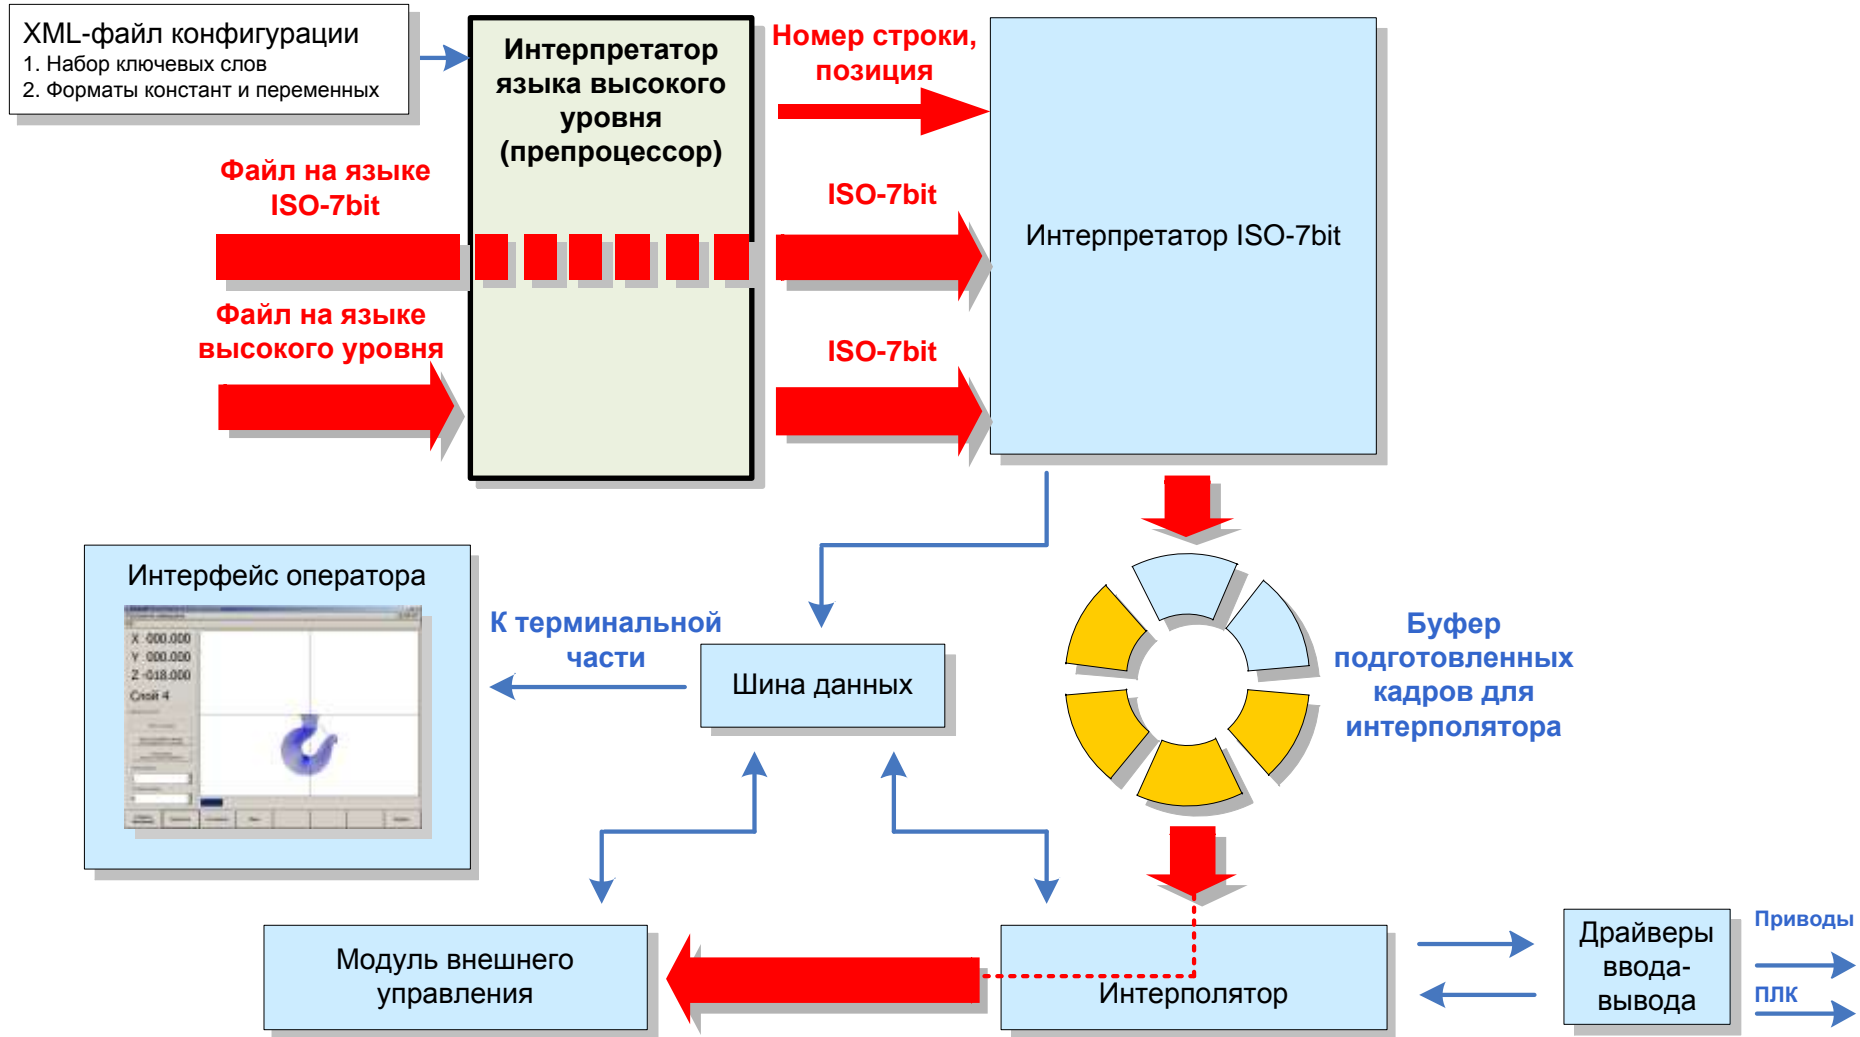 XML-файл конфигурации
1. Набор ключевых слов
2. Форматы констант и переменных
Интерпретатор
языка высокого
уровня
(препроцессор)
Номер строки,
позиция
Файл на языке
ISO-7bit
ISO-7bit
Интерпретатор ISO-7bit
Файл на языке
высокого уровня
ISO-7bit
Интерфейс оператора
X 000.000
Y 000.000
Z -018.000
Слой 4
К терминальной
части
Шина данных
Буфер
подготовленных
кадров для
интерполятора
Модуль внешнего
управления
Интерполятор
Драйверы
ввода-
вывода
Приводы
ПЛК